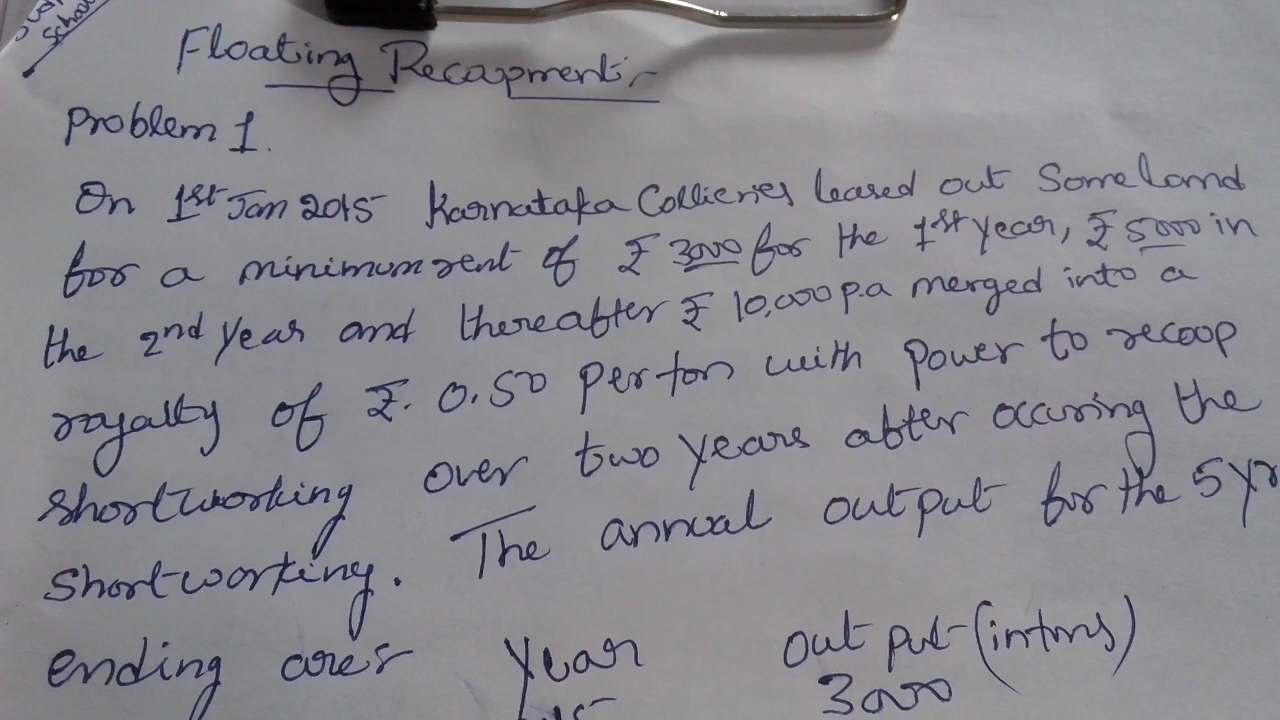 Floating Recapment:-
Problem 1.
On 1st Jan 2015 Karnataka Collieries leased out Some land
for a minimum rent of ₹ 3000 for the 1st year, ₹ 5000 in
the 2nd year and thereafter ₹ 10,000 p.a merged into a
royalty of ₹. 0.50 per ton with power to recoop
shortworking over two years after occuring the
shortworking. The annual output for the 5 yr
ending are:-
Year output (in tons)
15 3000